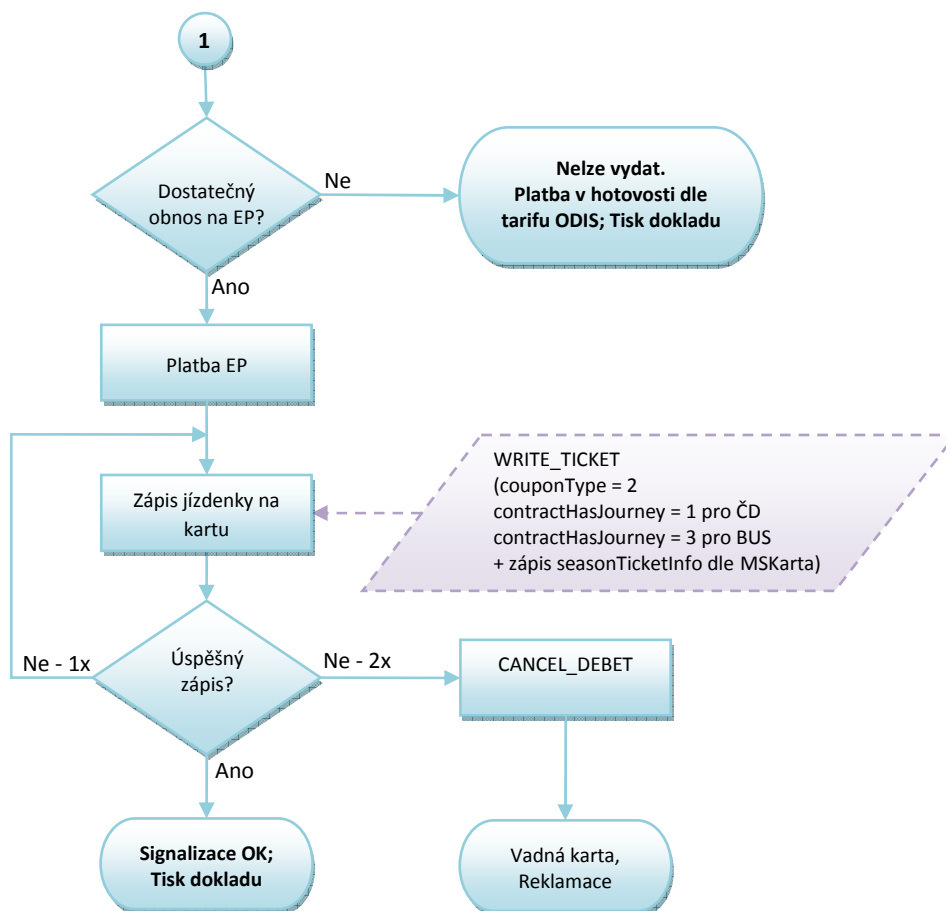 1
Dostatečný
obnos na EP?
Ne
Nelze vydat.
Platba v hotovosti dle
tarifu ODIS; Tisk dokladu
Ano
Platba EP
Zápis jízdenky na
kartu
WRITE_TICKET
(couponType = 2
contractHasJourney = 1 pro ČD
contractHasJourney = 3 pro BUS
+ zápis seasonTicketInfo dle MSKarta)
Ne - 1x
Úspěšný
zápis?
Ne - 2x
CANCEL_DEBET
Ano
Signalizace OK;
Tisk dokladu
Vadná karta,
Reklamace